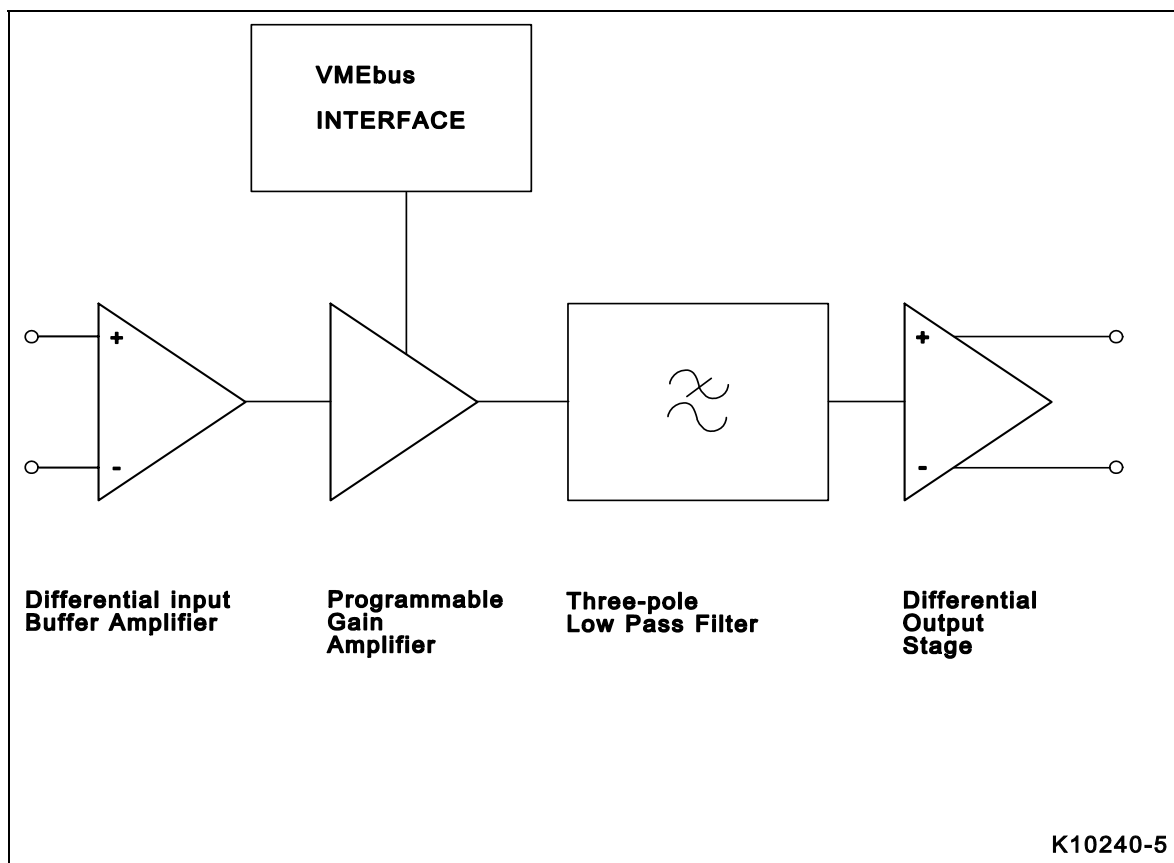 VMEbus
INTERFACE
+
-
+
-
Differential input
Buffer Amplifier
Programmable
Gain
Amplifier
Three-pole
Low Pass Filter
Differential
Output
Stage
K10240-5